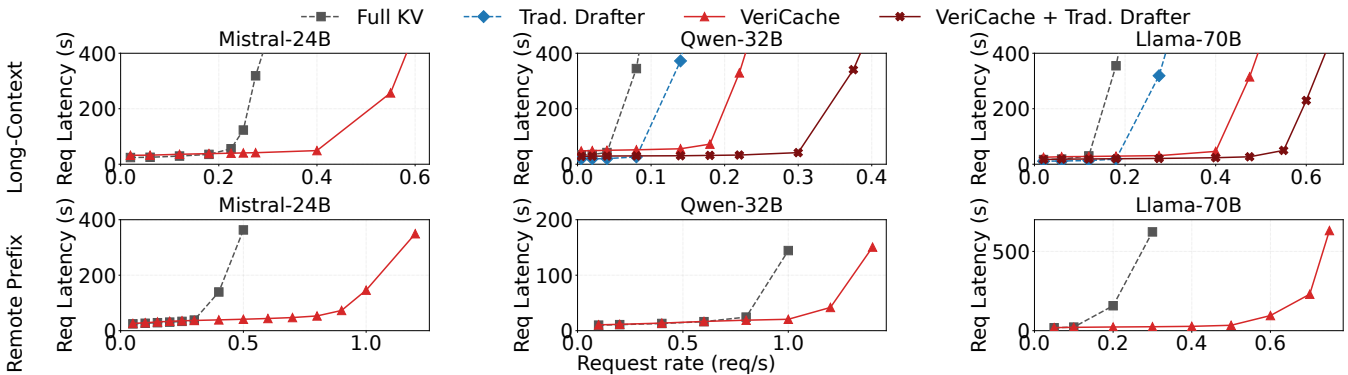 Full KV Trad. Drafter VeriCache VeriCache + Trad. Drafter
Long-Context
Mistral-24B
Req Latency (s)
400
200
0
0.0 0.2 0.4 0.6
Qwen-32B
Req Latency (s)
400
200
0
0.0 0.1 0.2 0.3 0.4
Llama-70B
Req Latency (s)
400
200
0
0.0 0.2 0.4 0.6
Remote Prefix
Mistral-24B
Req Latency (s)
400
200
0
0.0 0.5 1.0
Qwen-32B
Req Latency (s)
200
100
0
0.0 0.5 1.0
Request rate (req/s)
Llama-70B
Req Latency (s)
500
0
0.0 0.2 0.4 0.6